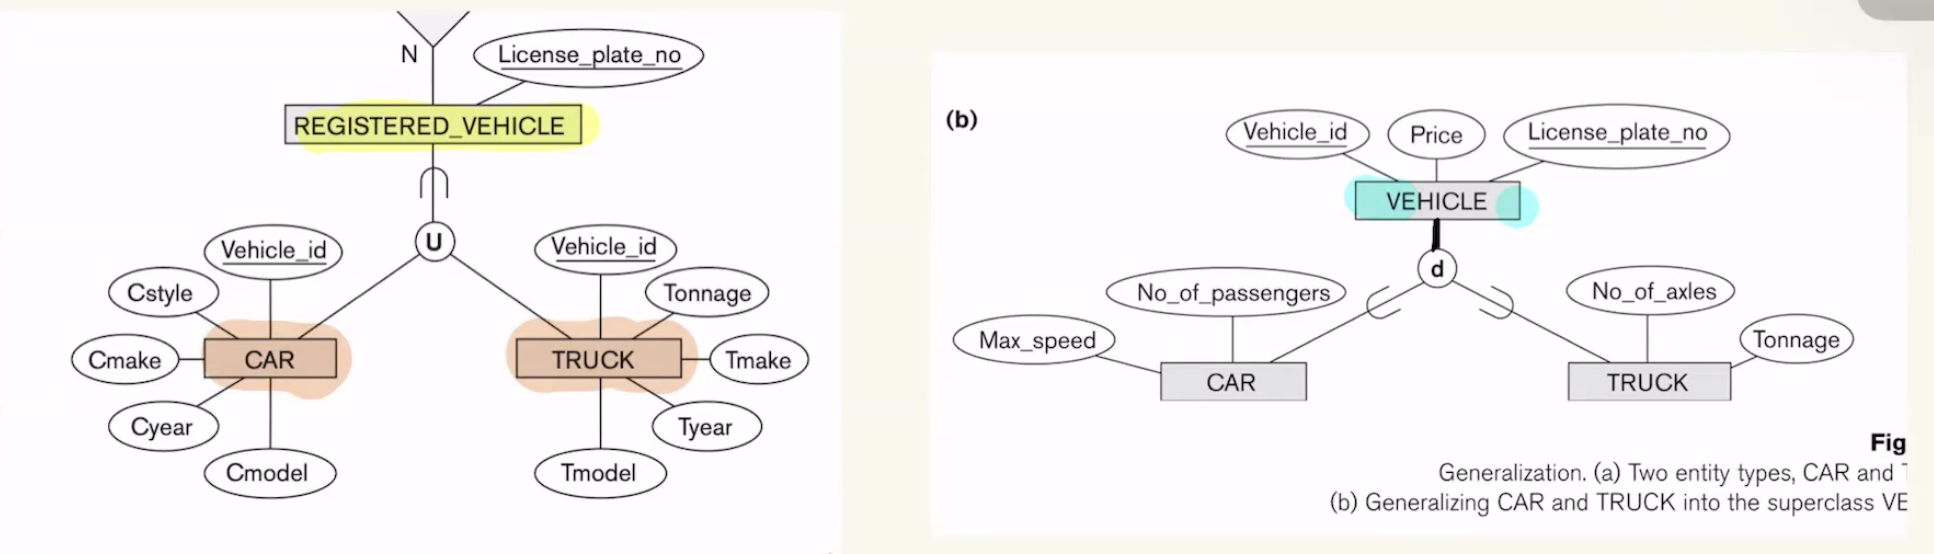 N
License_plate_no
REGISTERED_VEHICLE
U
Vehicle_id
Vehicle_id
Cstyle
Tonnage
Cmake
CAR
TRUCK
Tmake
Cyear
Tyear
Cmodel
Tmodel
(b)
Vehicle_id
Price
License_plate_no
VEHICLE
d
No_of_passengers
No_of_axles
Max_speed
Tonnage
CAR
TRUCK
Fig
Generalization. (a) Two entity types, CAR and T
(b) Generalizing CAR and TRUCK into the superclass VE